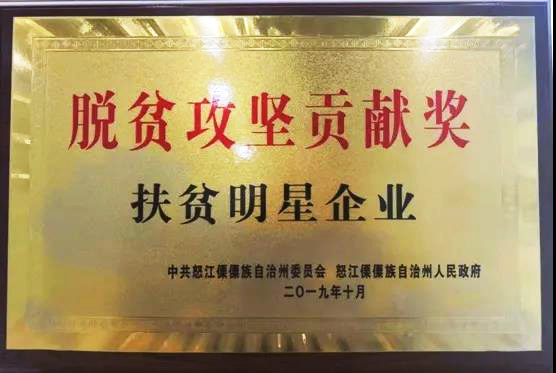 脱贫攻坚贡献奖
扶贫明星企业
中共怒江傈僳族自治州委员会 怒江傈僳族自治州人民政府
二〇一九年十月